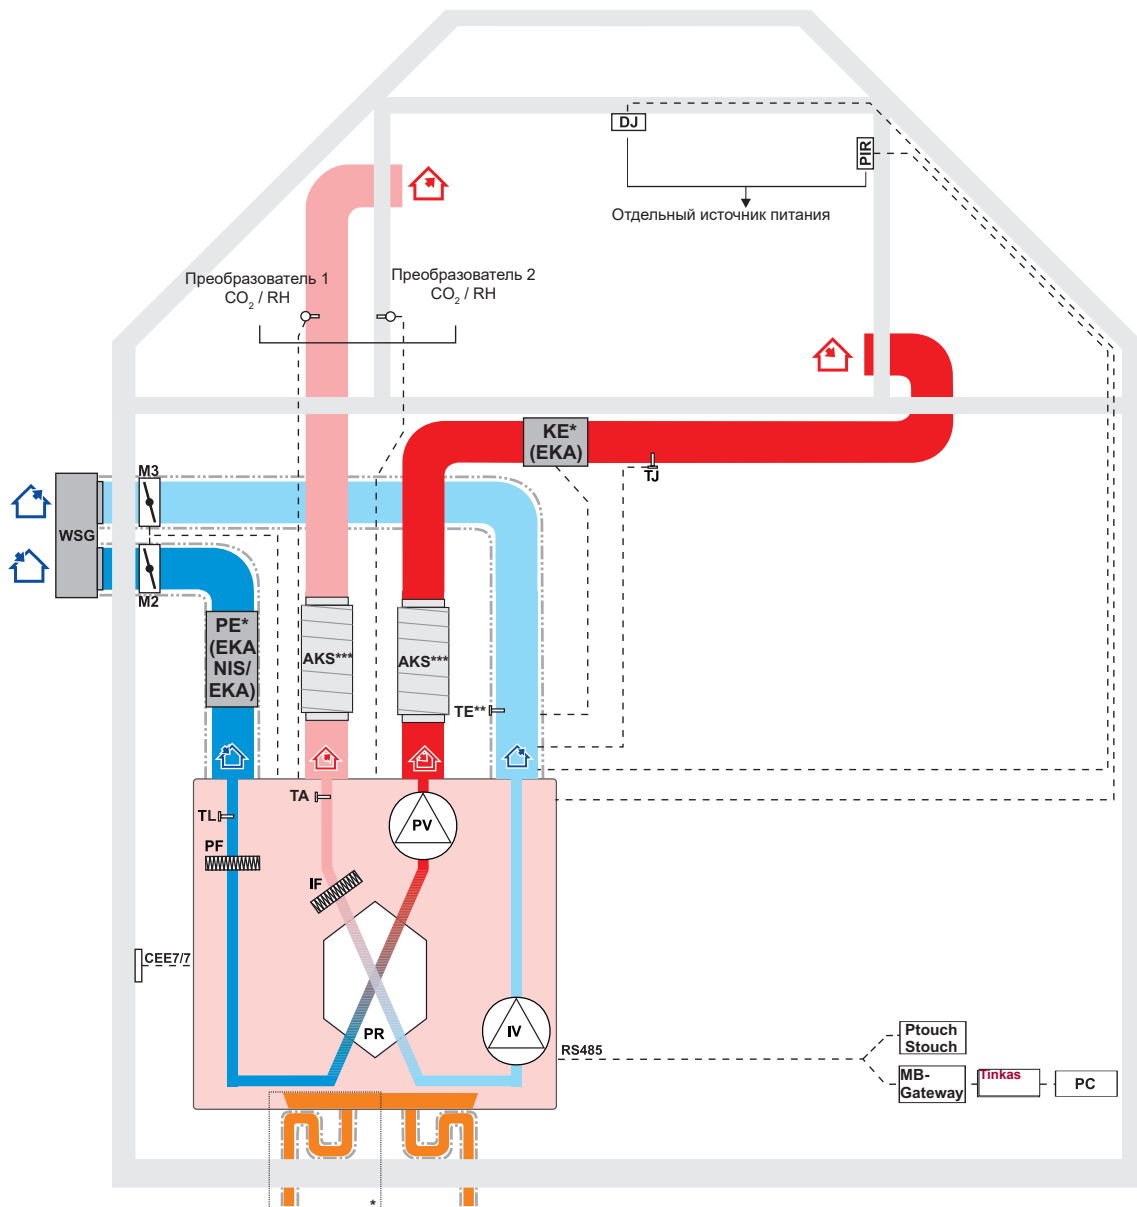 DJ
PIR
Отдельный источник питания
Преобразователь 1
CO2 / RH
Преобразователь 2
CO2 / RH
KE*
(EKA)
TJ
M3
WSG
M2
PE*
(EKA
NIS/
EKA)
AKS***
AKS***
TE**
TA
TL
PV
PF
IF
CEE7/7
PR
IV
RS485
Ptouch
Stouch
MB-
Gateway
Tinkas
PC
*